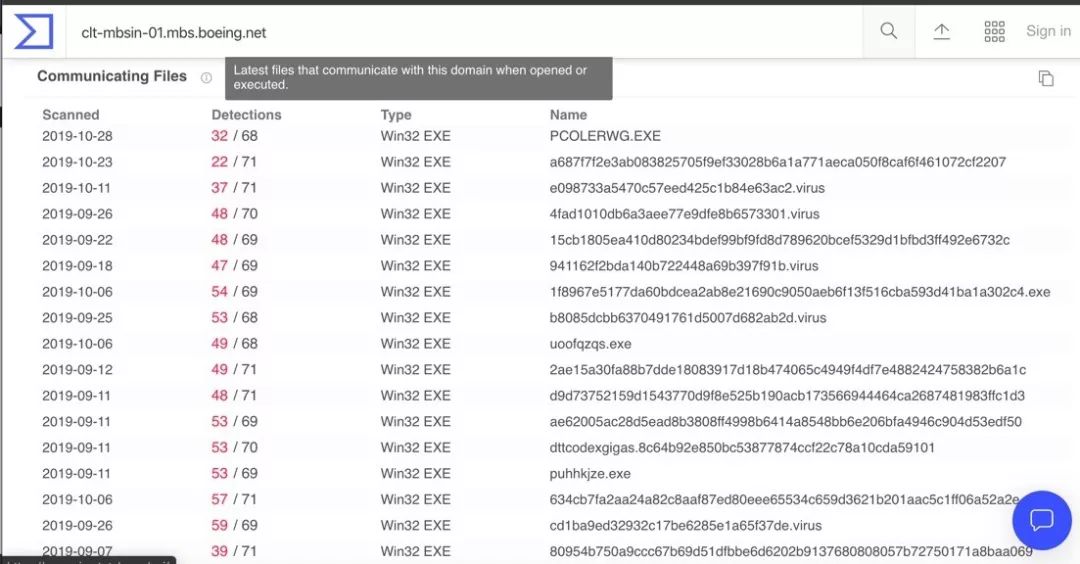 clt-mbsin-01.mbs.boeing.net
Sign in
Communicating Files
Latest files that communicate with this domain when opened or
executed.
Scanned Detections Type Name
2019-10-28 32 / 68 Win32 EXE PCOLERWG.EXE
2019-10-23 22 / 71 Win32 EXE a687f7f2e3ab083825705f9ef33028b6a1a771aeca050f8caf6f461072cf2207
2019-10-11 37 / 71 Win32 EXE e098733a5470c57eed425c1b84e63ac2.virus
2019-09-26 48 / 70 Win32 EXE 4fad1010db6a3aee77e9dfe8b6573301.virus
2019-09-22 48 / 69 Win32 EXE 15cb1805ea410d80234bdef99bf9fd8d789620bcef5329d1bfbd3ff492e6732c
2019-09-18 47 / 69 Win32 EXE 941162f2bda140b722448a69b397f91b.virus
2019-10-06 54 / 69 Win32 EXE 1f8967e5177da60bdcea2ab8e21690c9050aeb6f13f516cba593d41ba1a302c4.exe
2019-09-25 53 / 68 Win32 EXE b8085dcbb6370491761d5007d682ab2d.virus
2019-10-06 49 / 68 Win32 EXE uoofqzqs.exe
2019-09-12 49 / 71 Win32 EXE 2ae15a30fa88b7dde18083917d18b474065c4949f4df7e4882424758382b6a1c
2019-09-11 48 / 71 Win32 EXE d9d73752159d1543770d9f8e525b190acb173566944464ca2687481983ffc1d3
2019-09-11 53 / 69 Win32 EXE ae62005ac28d5ead8b3808ff4998b6414a8548bb6e206bfa4946c904d53edf50
2019-09-11 53 / 70 Win32 EXE dttcodexgigas.8c64b92e850bc53877874ccf22c78a10cda59101
2019-09-11 53 / 69 Win32 EXE puhhkjze.exe
2019-10-06 57 / 71 Win32 EXE 634cb7fa2aa24a82c8aaf87ed80eee65534c659d3621b201aac5c1ff06a52a2e
2019-09-26 59 / 69 Win32 EXE cd1ba9ed32932c17be6285e1a65f37de.virus
2019-09-07 39 / 71 Win32 EXE 80954b750a9ccc67b69d51dfbbe6d6202b9137680808057b72750171a8baa069